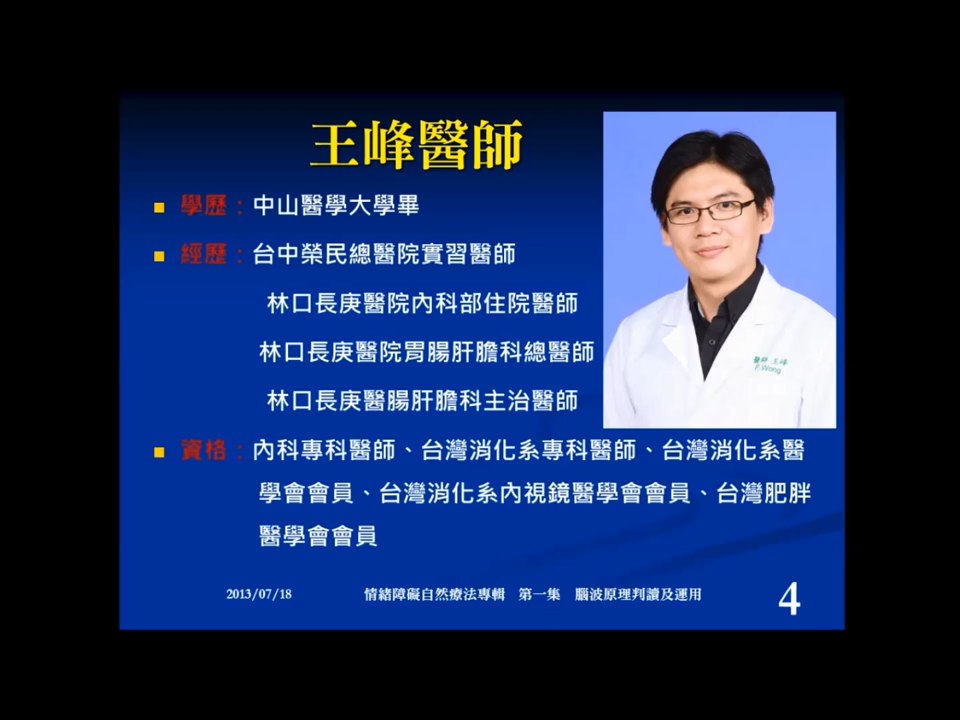 王峰醫師
學歷：中山醫學大學畢
經歷：台中榮民總醫院實習醫師
林口長庚醫院內科部住院醫師
林口長庚醫院胃腸肝膽科總醫師
林口長庚醫腸肝膽科主治醫師
資格：內科專科醫師、台灣消化系專科醫師、台灣消化系醫
學會會員、台灣消化系內視鏡醫學會會員、台灣肥胖
醫學會會員
醫師 王峰
F.Wang
2013/07/18 情緒障礙自然療法專輯 第一集 腦波原理判讀及運用 4